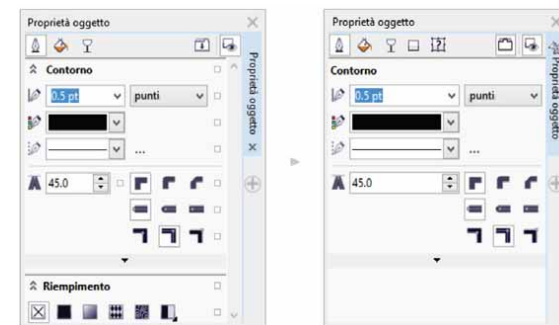 Proprietà oggetto
Contorno
0.5 pt
punti
...
45.0
Riempimento
Proprietà oggetto
Proprietà oggetto
Contorno
0.5 pt
punti
...
45.0
Proprietà oggetto